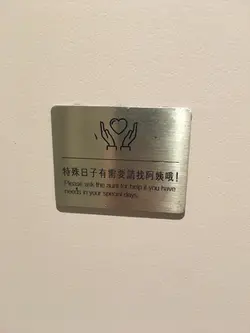 特殊日子有需要請找阿姨哦！
Please ask the aunt for help if you have
needs in your special days.